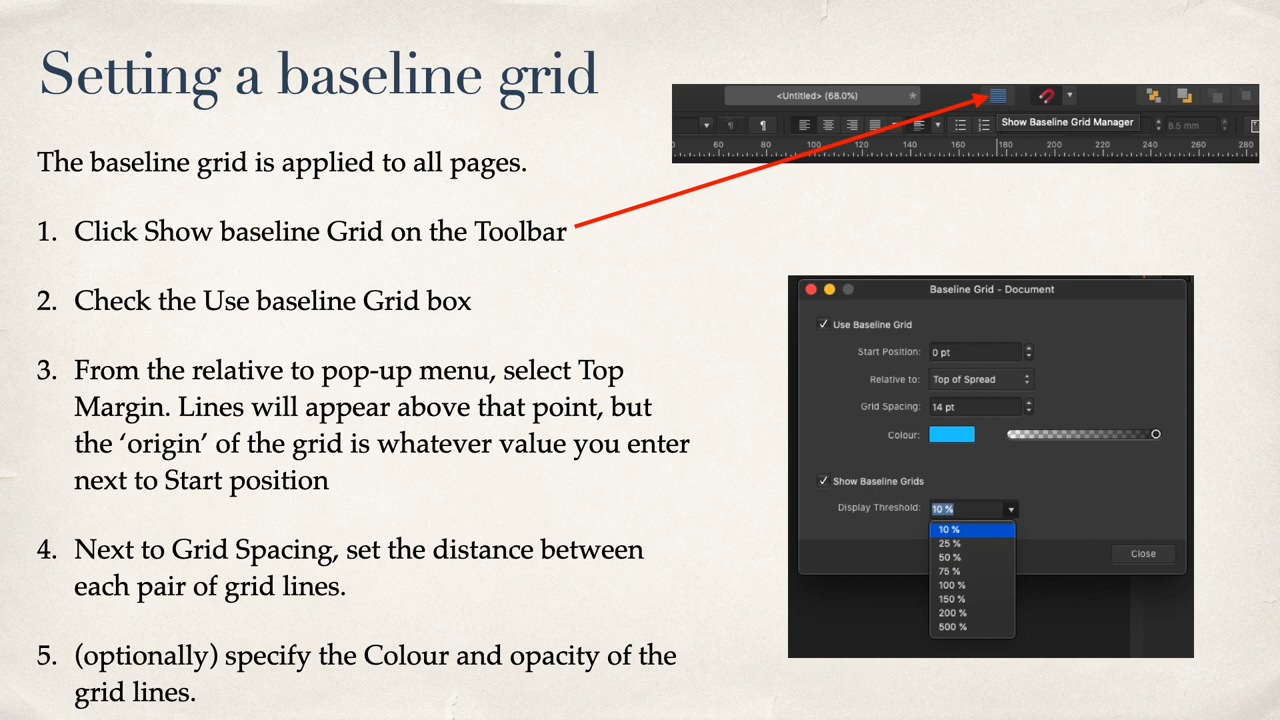 Setting a baseline grid
The baseline grid is applied to all pages.
1. Click Show baseline Grid on the Toolbar
2. Check the Use baseline Grid box
3. From the relative to pop-up menu, select Top
Margin. Lines will appear above that point, but
the ‘origin’ of the grid is whatever value you enter
next to Start position
4. Next to Grid Spacing, set the distance between
each pair of grid lines.
5. (optionally) specify the Colour and opacity of the
grid lines.
<Untitled> (68.0%) *
Show Baseline Grid Manager
8.5 mm
60 80 100 120 140 160 180 200 220 240 260 280
Baseline Grid - Document
Use Baseline Grid
Start Position: 0 pt
Relative to: Top of Spread
Grid Spacing: 14 pt
Colour:
Show Baseline Grids
Display Threshold: 10 %
10 %
25 %
50 %
75 %
100 %
150 %
200 %
500 %
Close